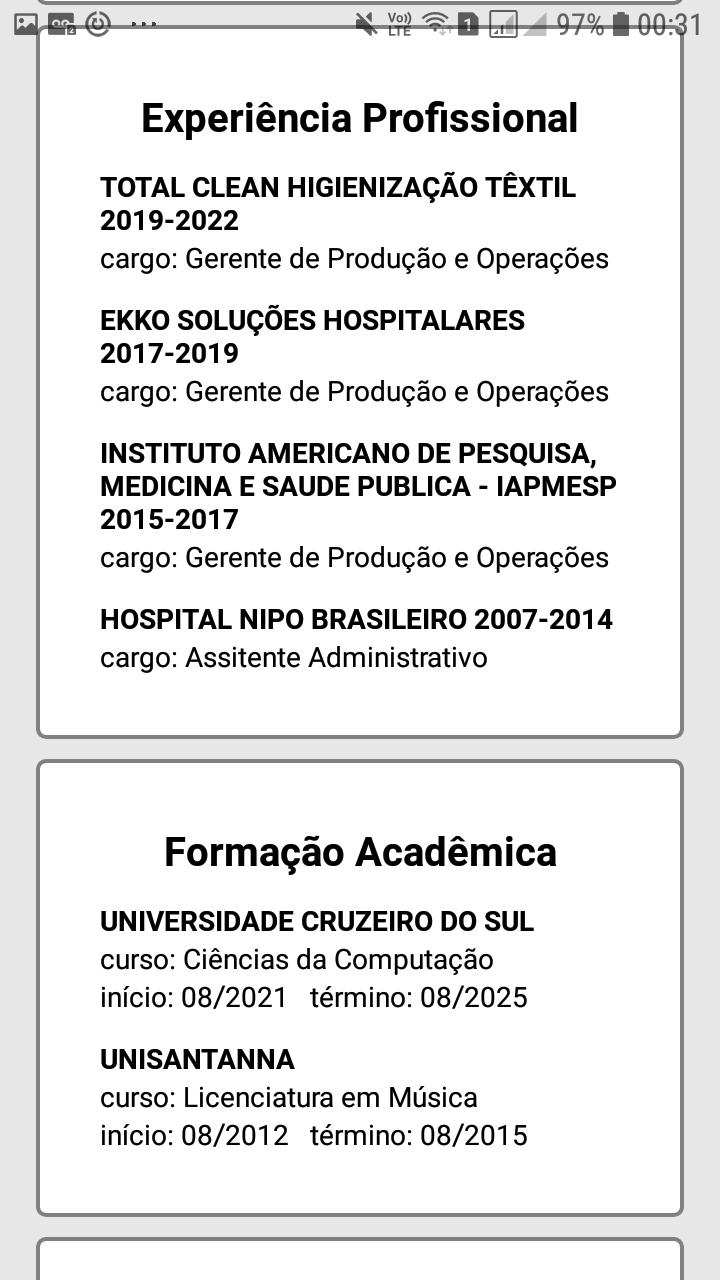 Vo))
LTE
1
97%
00:31
Experiência Profissional
TOTAL CLEAN HIGIENIZAÇÃO TÊXTIL
2019-2022
cargo: Gerente de Produção e Operações
EKKO SOLUÇÕES HOSPITALARES
2017-2019
cargo: Gerente de Produção e Operações
INSTITUTO AMERICANO DE PESQUISA,
MEDICINA E SAUDE PUBLICA - IAPMESP
2015-2017
cargo: Gerente de Produção e Operações
HOSPITAL NIPO BRASILEIRO 2007-2014
cargo: Assitente Administrativo
Formação Acadêmica
UNIVERSIDADE CRUZEIRO DO SUL
curso: Ciências da Computação
início: 08/2021 término: 08/2025
UNISANTANNA
curso: Licenciatura em Música
início: 08/2012 término: 08/2015